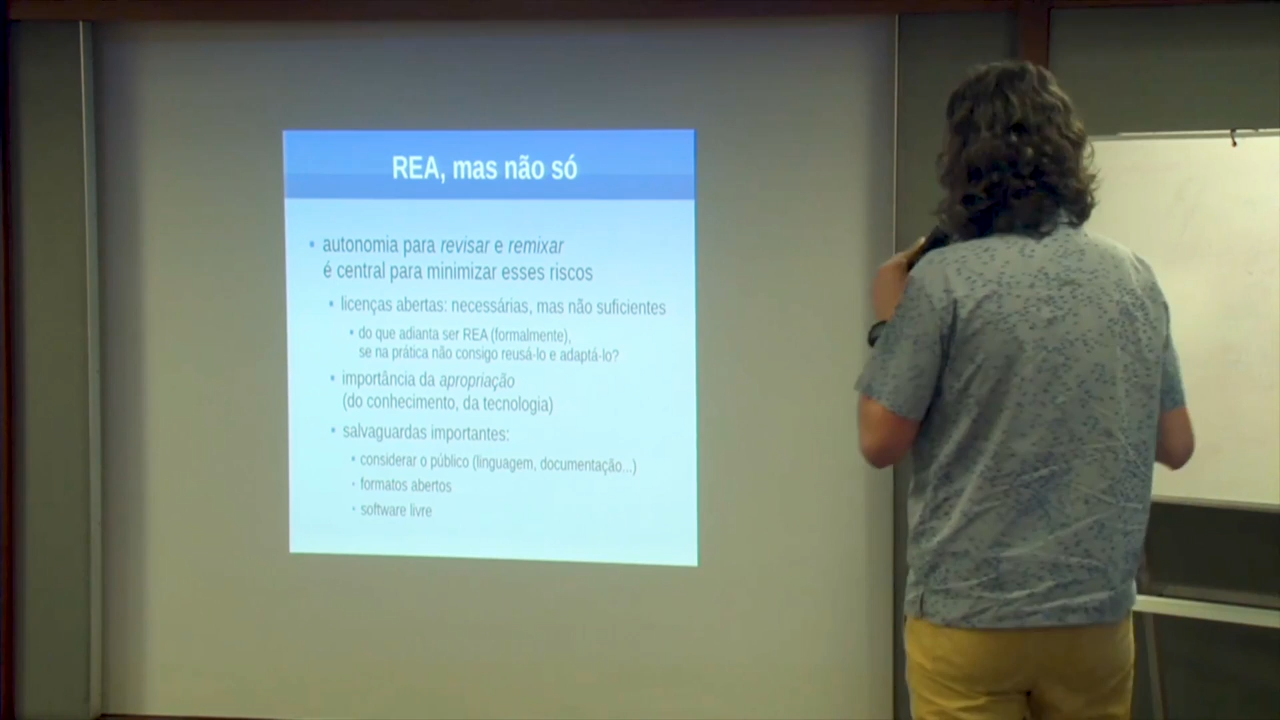 REA, mas não só
autonomia para revisar e remixar
é central para minimizar esses riscos
licenças abertas: necessárias, mas não suficientes
do que adianta ser REA (formalmente),
se na prática não consigo reusá-lo e adaptá-lo?
importância da apropriação
(do conhecimento, da tecnologia)
salvaguardas importantes:
considerar o público (linguagem, documentação...)
formatos abertos
software livre